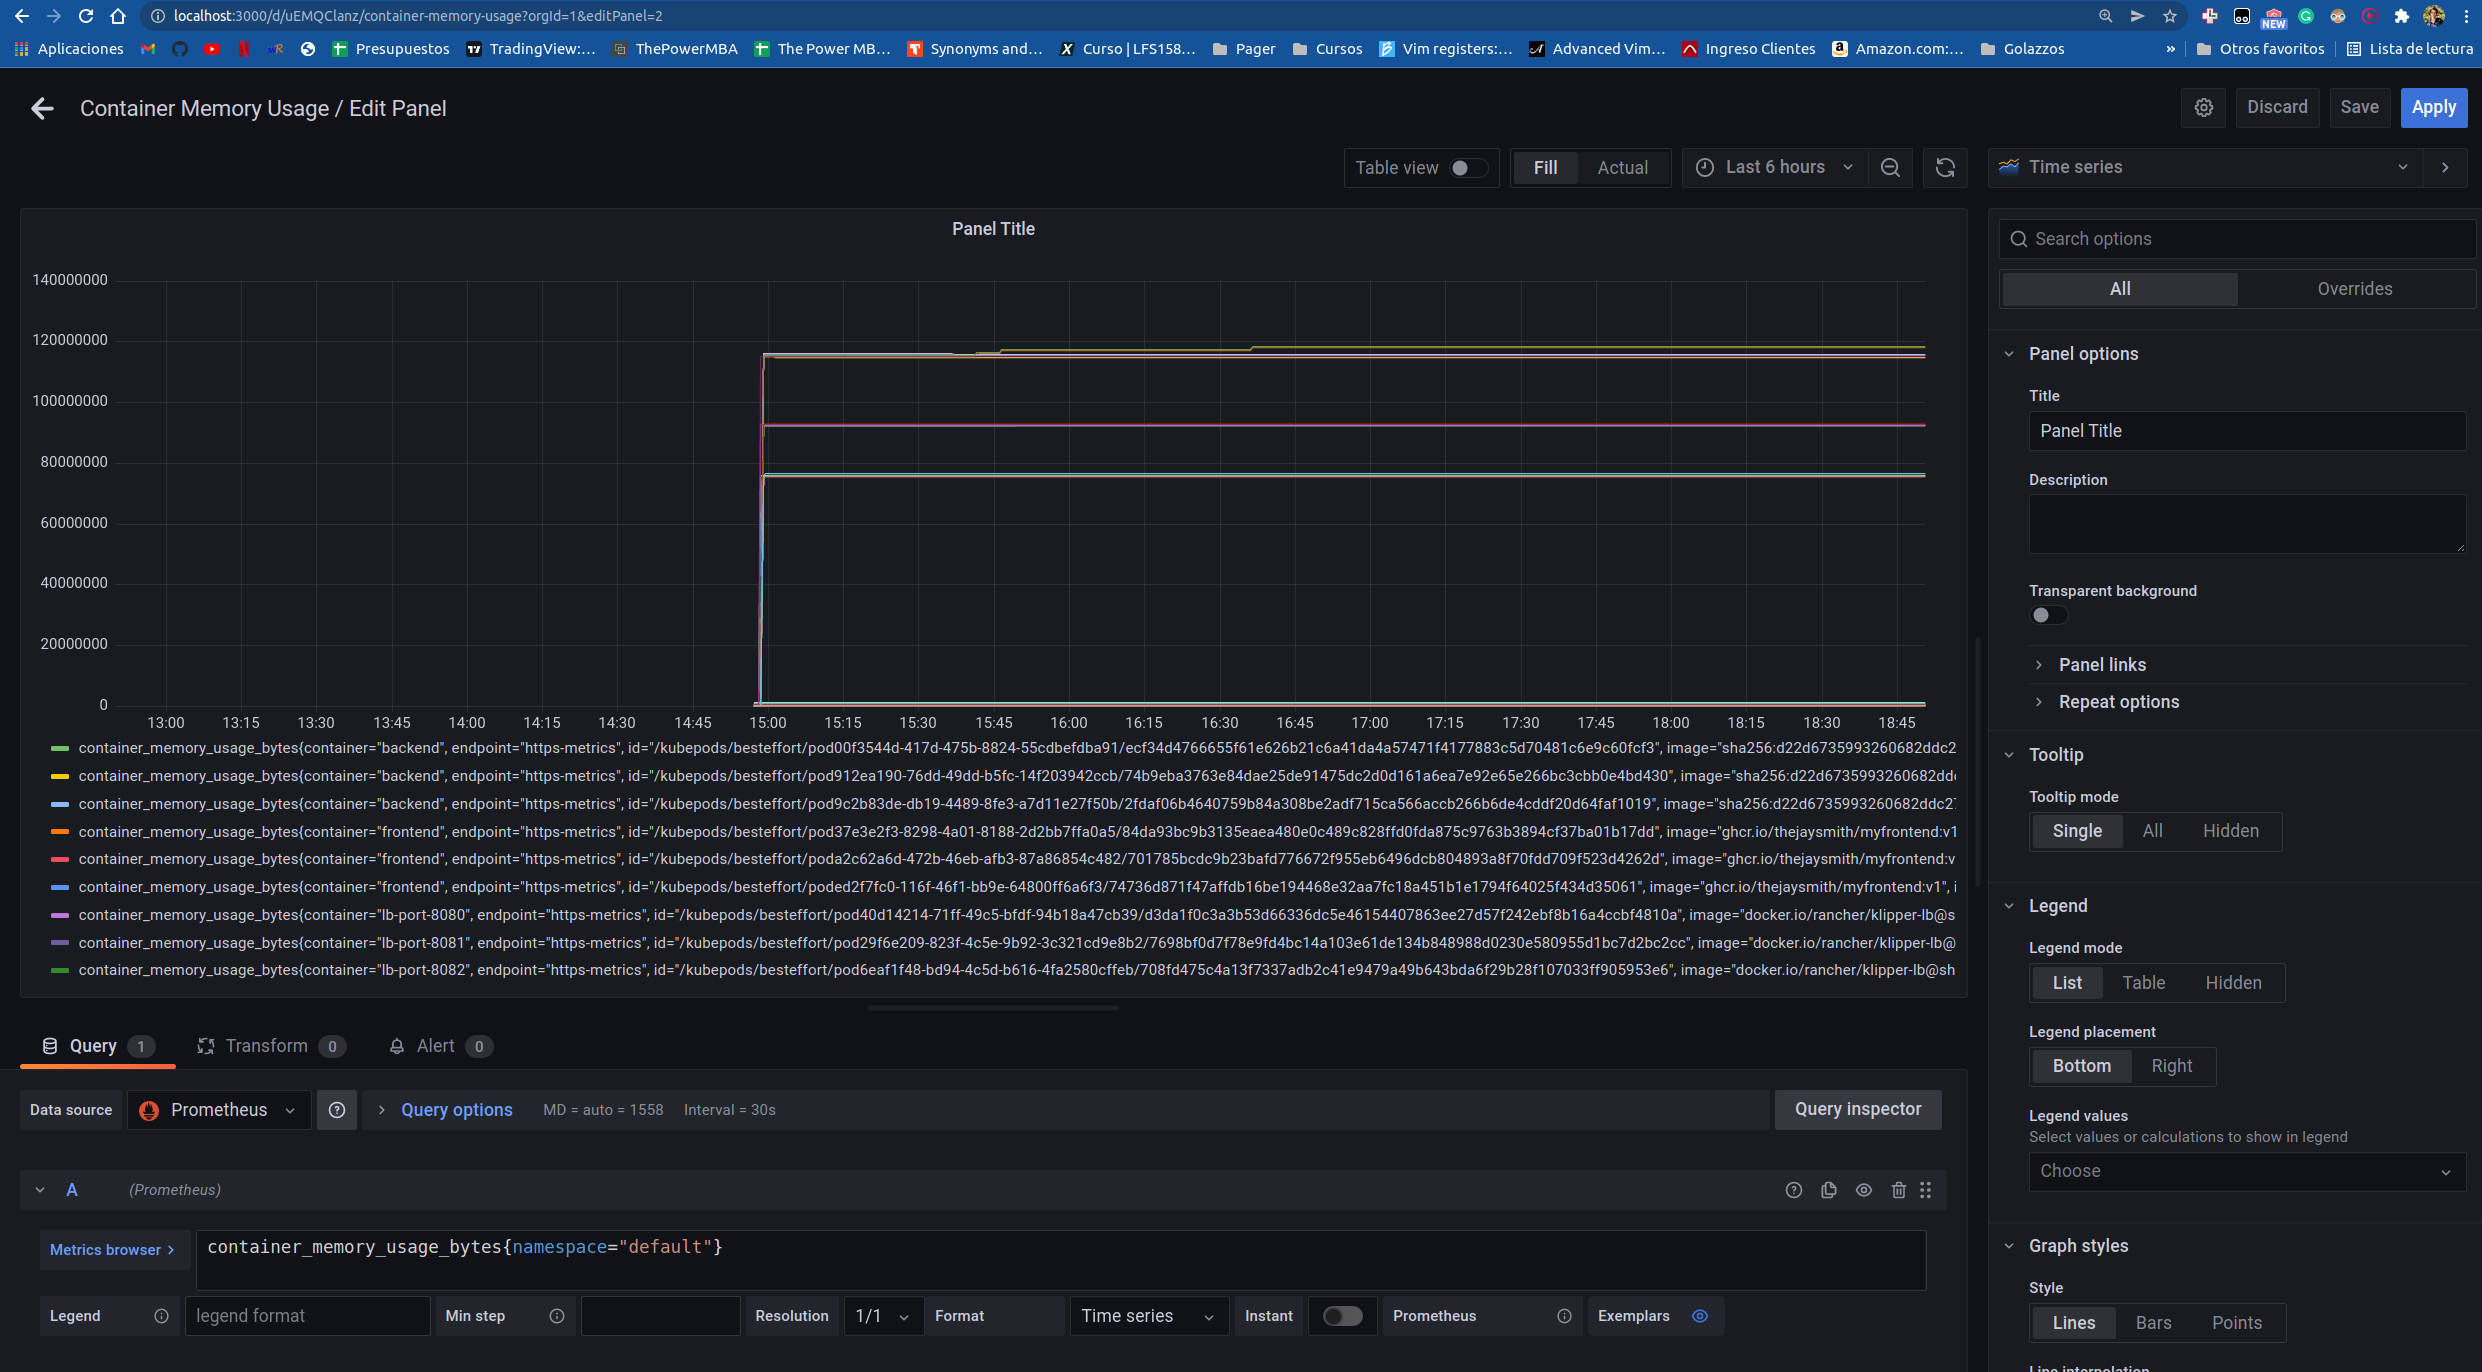 localhost:3000/d/uEMQClanz/container-memory-usage?orgId=1&editPanel=2
NEW
Aplicaciones
Presupuestos
TradingView:...
ThePowerMBA
The Power MB...
Synonyms and...
Curso | LFS158...
Pager
Cursos
Vim registers:...
Advanced Vim...
Ingreso Clientes
Amazon.com:...
Golazzos
»
Otros favoritos
Lista de lectura
Container Memory Usage / Edit Panel
Discard
Save
Apply
Table view
Fill
Actual
Last 6 hours
Time series
Panel Title
140000000
120000000
100000000
80000000
60000000
40000000
20000000
0
13:00 13:15 13:30 13:45 14:00 14:15 14:30 14:45 15:00 15:15 15:30 15:45 16:00 16:15 16:30 16:45 17:00 17:15 17:30 17:45 18:00 18:15 18:30 18:45
container_memory_usage_bytes{container="backend", endpoint="https-metrics", id="/kubepods/besteffort/pod00f3544d-417d-475b-8824-55cdbefdba91/ecf34d4766655f61e626b21c6a41da4a57471f4177883c5d70481c6e9c60fcf3", image="sha256:d22d6735993260682ddc2
container_memory_usage_bytes{container="backend", endpoint="https-metrics", id="/kubepods/besteffort/pod912ea190-76dd-49dd-b5fc-14f203942ccb/74b9eba3763e84dae25de91475dc2d0d161a6ea7e92e65e266bc3cbb0e4bd430", image="sha256:d22d6735993260682dd
container_memory_usage_bytes{container="backend", endpoint="https-metrics", id="/kubepods/besteffort/pod9c2b83de-db19-4489-8fe3-a7d11e27f50b/2fdaf06b4640759b84a308be2adf715ca566accb266b6de4cddf20d64faf1019", image="sha256:d22d6735993260682ddc27
container_memory_usage_bytes{container="frontend", endpoint="https-metrics", id="/kubepods/besteffort/pod37e3e2f3-8298-4a01-8188-2d2bb7ffa0a5/84da93bc9b3135eaea480e0c489c828ffd0fda875c9763b3894cf37ba01b17dd", image="ghcr.io/thejaysmith/myfrontend:v1
container_memory_usage_bytes{container="frontend", endpoint="https-metrics", id="/kubepods/besteffort/poda2c62a6d-472b-46eb-afb3-87a86854c482/701785bcdc9b23bafd776672f955eb6496dcb804893a8f70fdd709f523d4262d", image="ghcr.io/thejaysmith/myfrontend:v
container_memory_usage_bytes{container="frontend", endpoint="https-metrics", id="/kubepods/besteffort/poded2f7fc0-116f-46f1-bb9e-64800ff6a6f3/74736d871f47affdb16be194468e32aa7fc18a451b1e1794f64025f434d35061", image="ghcr.io/thejaysmith/myfrontend:v1", i
container_memory_usage_bytes{container="lb-port-8080", endpoint="https-metrics", id="/kubepods/besteffort/pod40d14214-71ff-49c5-bfdf-94b18a47cb39/d3da1f0c3a3b53d66336dc5e46154407863ee27d57f242ebf8b16a4ccbf4810a", image="docker.io/rancher/klipper-lb@s
container_memory_usage_bytes{container="lb-port-8081", endpoint="https-metrics", id="/kubepods/besteffort/pod29f6e209-823f-4c5e-9b92-3c321cd9e8b2/7698bf0d7f78e9fd4bc14a103e61de134b848988d0230e580955d1bc7d2bc2cc", image="docker.io/rancher/klipper-lb@
container_memory_usage_bytes{container="lb-port-8082", endpoint="https-metrics", id="/kubepods/besteffort/pod6eaf1f48-bd94-4c5d-b616-4fa2580cffeb/708fd475c4a13f7337adb2c41e9479a49b643bda6f29b28f107033ff905953e6", image="docker.io/rancher/klipper-lb@sh
Query 1
Transform 0
Alert 0
Data source
Prometheus
Query options
MD = auto = 1558
Interval = 30s
Query inspector
A
(Prometheus)
Metrics browser >
container_memory_usage_bytes{namespace="default"}
Legend
legend format
Min step
Resolution
1/1
Format
Time series
Instant
Prometheus
Exemplars
Search options
All
Overrides
Panel options
Title
Panel Title
Description
Transparent background
Panel links
Repeat options
Tooltip
Tooltip mode
Single
All
Hidden
Legend
Legend mode
List
Table
Hidden
Legend placement
Bottom
Right
Legend values
Select values or calculations to show in legend
Choose
Graph styles
Style
Lines
Bars
Points
Line interpolation